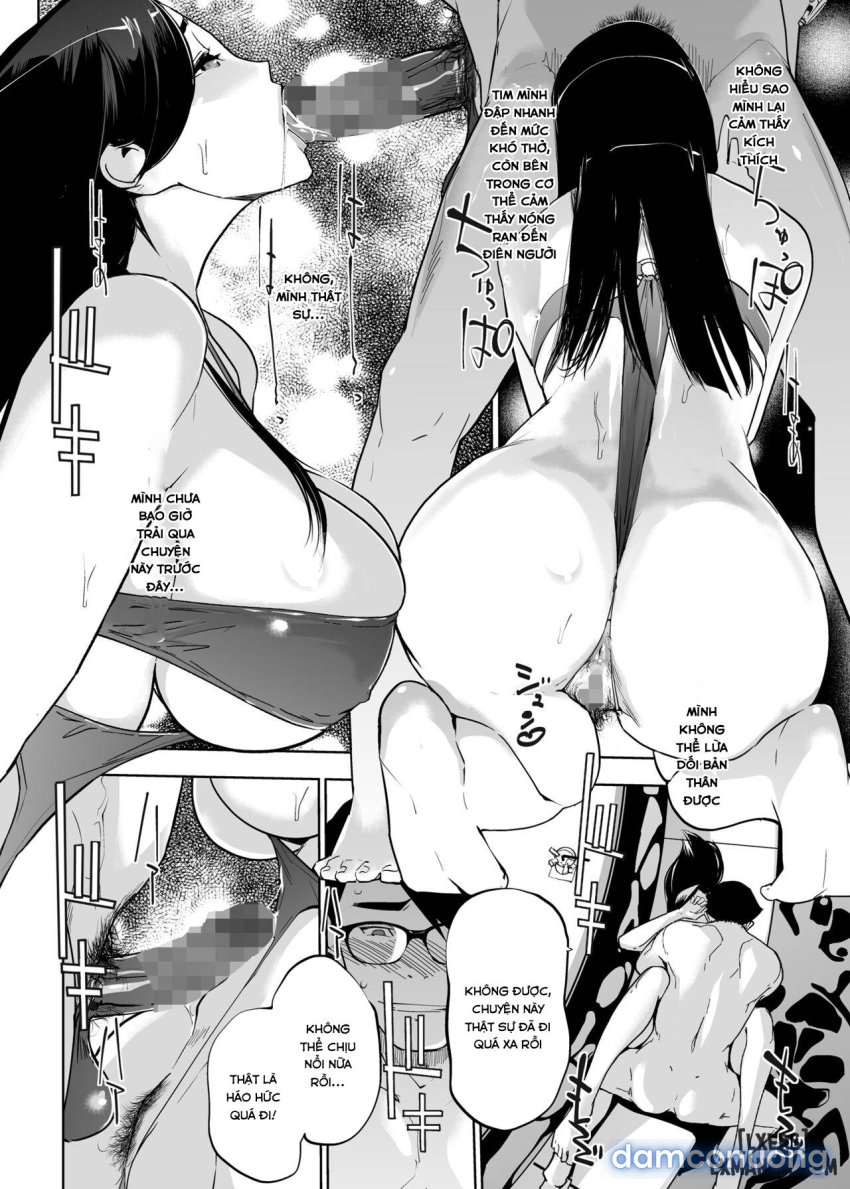 KHÔNG
HIỂU SAO
MÌNH LẠI
CẢM THẤY
KÍCH
THÍCH
TIM MÌNH
ĐẬP NHANH
ĐẾN MỨC
KHÓ THỞ,
CÒN BÊN
TRONG CƠ
THỂ CẢM
THẤY NÓNG
RAN ĐẾN
ĐIÊN NGƯỜI
KHÔNG,
MÌNH THẬT
SỰ...
MÌNH CHƯA
BAO GIỜ
TRẢI QUA
CHUYỆN
NÀY TRƯỚC
ĐÂY...
MÌNH
KHÔNG
THỂ LỪA
DỐI BẢN
THÂN
ĐƯỢC
KHÔNG ĐƯỢC,
CHUYỆN NÀY
THẬT SỰ ĐÃ ĐI
QUÁ XA RỒI
KHÔNG
THỂ CHỊU
NỔI NỮA
RỒI...
THẬT LÀ
HÁO HỨC
QUÁ ĐI!
damconuong